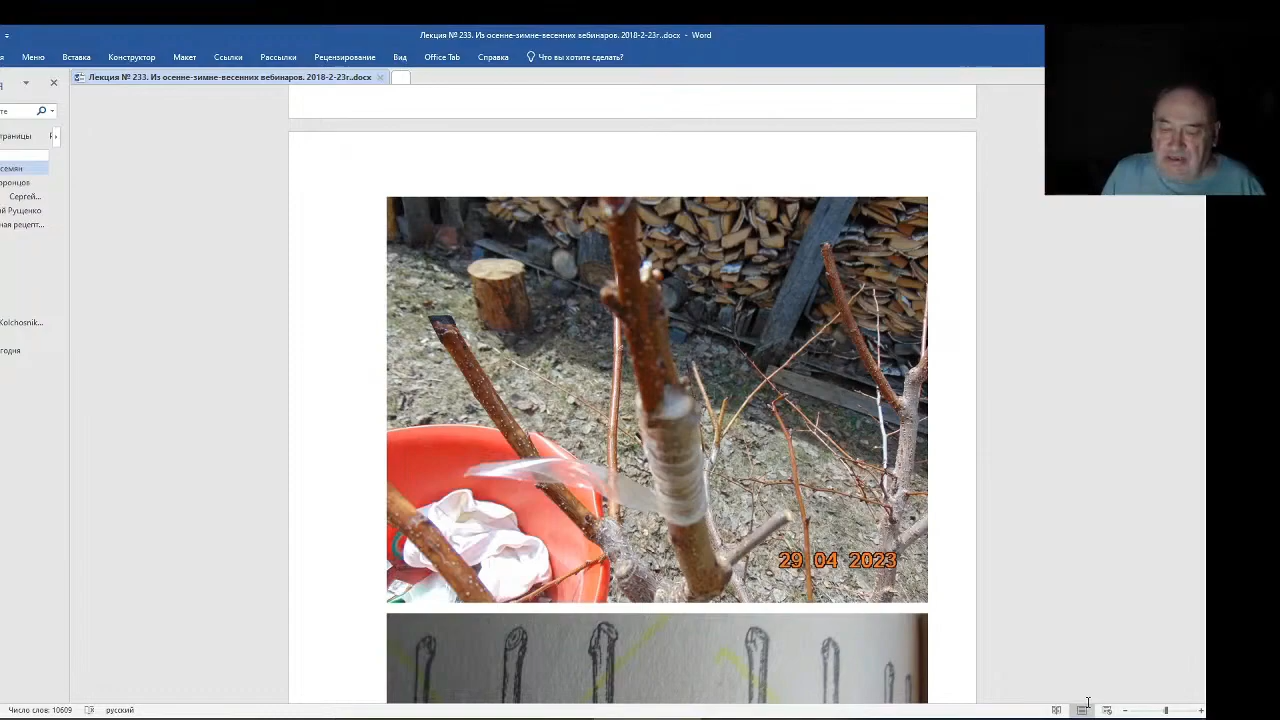 Лекция № 233. Из осенне-зимне-весенних вебинаров. 2018-2-23г..docx - Word
Меню Вставка Конструктор Макет Ссылки Рассылки Рецензирование Вид Office Tab Справка Что вы хотите сделать?
Лекция № 233. Из осенне-зимне-весенних вебинаров. 2018-2-23г..docx
семян
Сергей...
й Рущенко
ная рецепт...
Kolchosnik...
29 04 2023
Число слов: 10609 русский